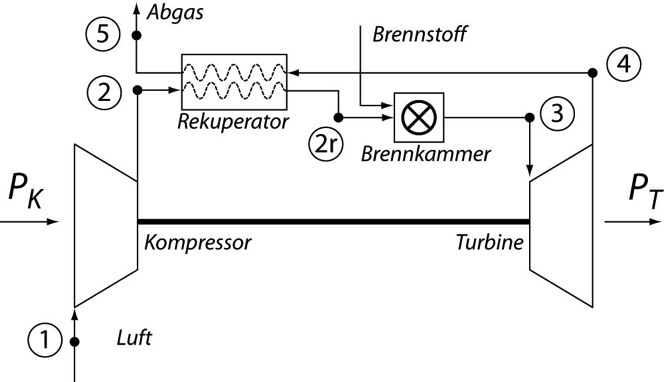 Abgas
5
Brennstoff
4
2
Rekuperator
2r
Brennkammer
3
P_K
P_T
Kompressor
Turbine
1
Luft